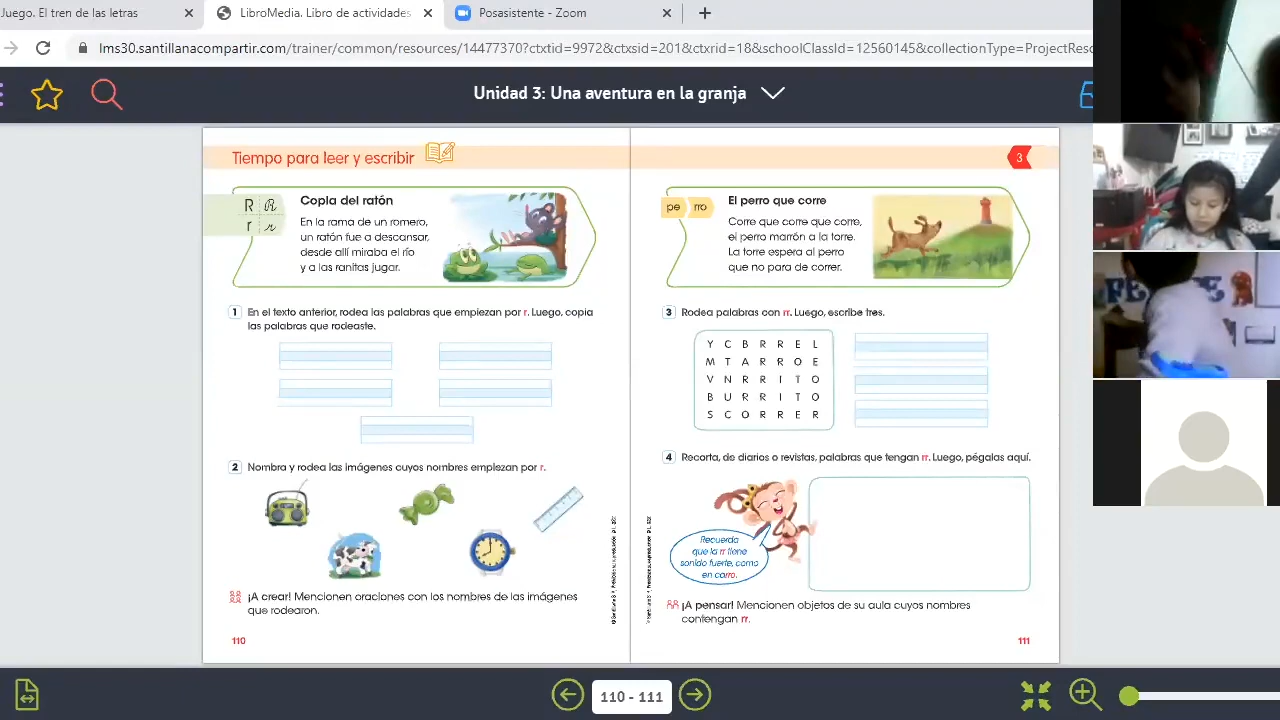 Juego. El tren de las letras
LibroMedia. Libro de actividades
Posasistente - Zoom
lms30.santillanacompartir.com/trainer/common/resources/14477370?ctxtid=9972&ctxsid=201&ctxrid=18&schoolClassId=12560145&collectionType=ProjectReso
Unidad 3: Una aventura en la granja
Tiempo para leer y escribir
R R
r r
Copla del ratón
En la rama de un romero,
un ratón fue a descansar,
desde allí miraba el río
y a las ranitas jugar.
1 En el texto anterior, rodea las palabras que empiezan por r. Luego, copia
las palabras que rodeaste.
2 Nombra y rodea las imágenes cuyos nombres empiezan por r.
¡A crear! Mencionen oraciones con los nombres de las imágenes
que rodearon.
110
3
pe rro
El perro que corre
Corre que corre que corre,
el perro marrón a la torre.
La torre espera al perro
que no para de correr.
3 Rodea palabras con rr. Luego, escribe tres.
Y C B R R E L
M T A R R O E
V N R R I T O
B U R R I T O
S C O R R E R
4 Recorta, de diarios o revistas, palabras que tengan rr. Luego, pégalas aquí.
Recuerda
que la rr tiene
sonido fuerte, como
en carro.
¡A pensar! Mencionen objetos de su aula cuyos nombres
contengan rr.
111
110 - 111